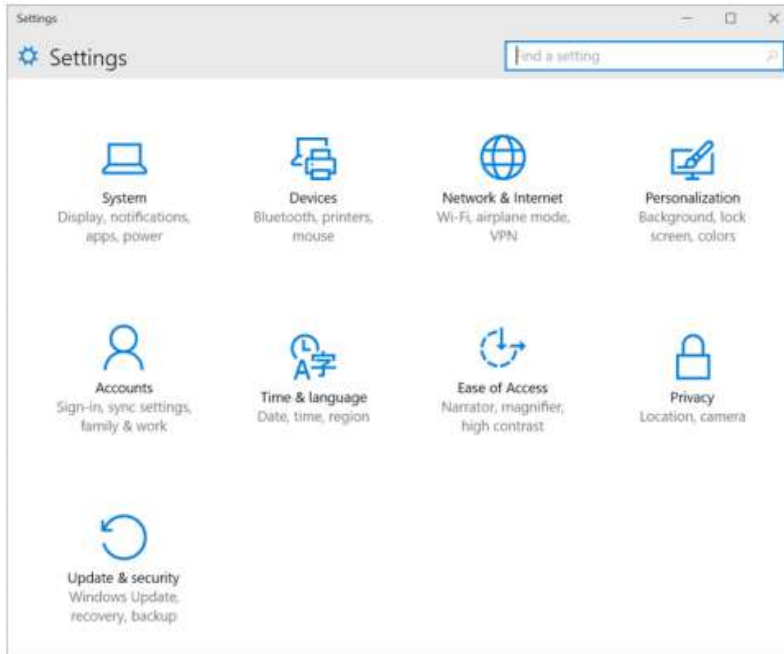 Settings
Settings
Find a setting
System
Display, notifications,
apps, power
Devices
Bluetooth, printers,
mouse
Network & Internet
Wi-Fi, airplane mode,
VPN
Personalization
Background, lock
screen, colors
Accounts
Sign-in, sync settings,
family & work
A字
Time & language
Date, time, region
Ease of Access
Narrator, magnifier,
high contrast
Privacy
Location, camera
Update & security
Windows Update,
recovery, backup